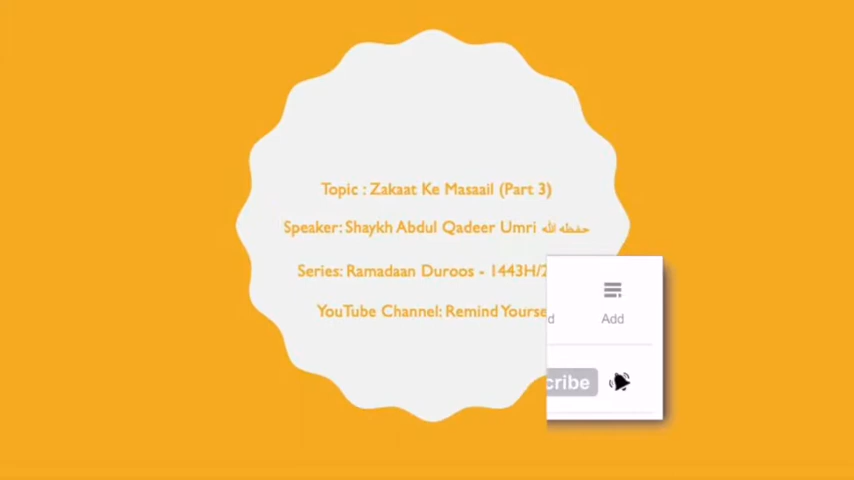 Topic : Zakaat Ke Masaail (Part 3)
Speaker: Shaykh Abdul Qadeer Umri حفظه الله
Series: Ramadaan Duroos - 1443H/2
YouTube Channel: Remind Yourse
d Add
cribe